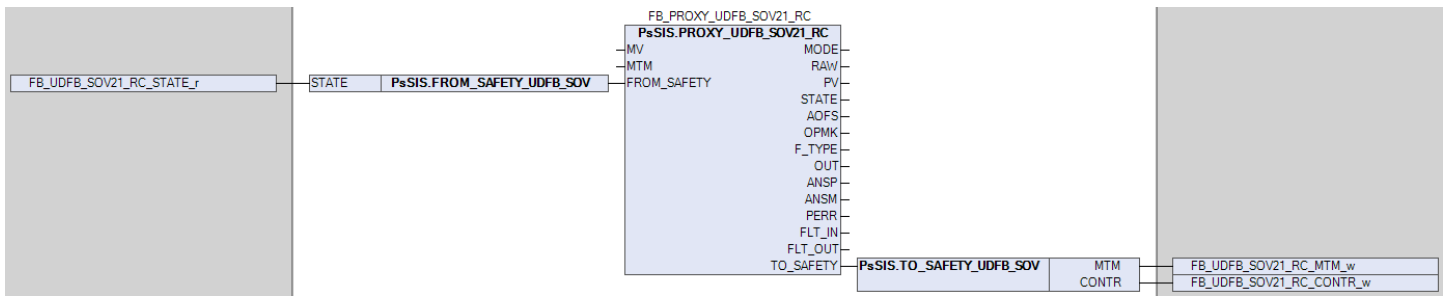 FB_PROXY_UDFB_SOV21_RC
PsSIS.PROXY_UDFB_SOV21_RC
MV MODE
MTM RAW
FB_UDFB_SOV21_RC_STATE_r STATE PsSIS.FROM_SAFETY_UDFB_SOV FROM_SAFETY PV
STATE
AOFS
OPMK
F_TYPE
OUT
ANSP
ANSM
PERR
FLT_IN
FLT_OUT
TO_SAFETY PsSIS.TO_SAFETY_UDFB_SOV MTM FB_UDFB_SOV21_RC_MTM_w
CONTR FB_UDFB_SOV21_RC_CONTR_w